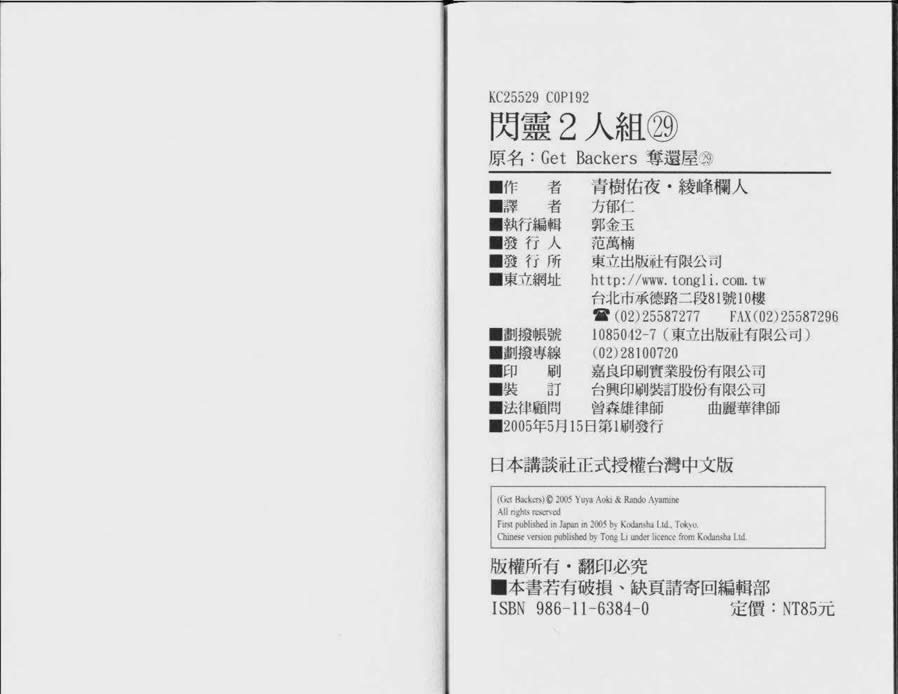 KC25529 C0P192
閃靈２人組㉙
原名：Get Backers 奪還屋㉙
■作　　者　青樹佑夜・綾峰欄人
■譯　　者　方郁仁
■執行編輯　郭金玉
■發 行 人　范萬楠
■發 行 所　東立出版社有限公司
■東立網址　http://www.tongli.com.tw
台北市承德路二段81號10樓
☎(02)25587277　FAX(02)25587296
■劃撥帳號　1085042-7（東立出版社有限公司）
■劃撥專線　(02)28100720
■印　　刷　嘉良印刷實業股份有限公司
■裝　　訂　台興印刷裝訂股份有限公司
■法律顧問　曾森雄律師　曲麗華律師
■2005年5月15日第1刷發行
日本講談社正式授權台灣中文版
(Get Backers) © 2005 Yuya Aoki & Rando Ayamine
All rights reserved
First published in Japan in 2005 by Kodansha Ltd., Tokyo.
Chinese version published by Tong Li under licence from Kodansha Ltd.
版權所有・翻印必究
■本書若有破損、缺頁請寄回編輯部
ISBN 986-11-6384-0　定價：NT85元